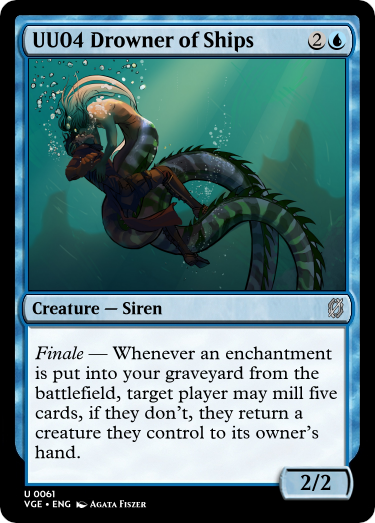 UU04 Drowner of Ships 2
Creature — Siren
Finale — Whenever an enchantment
is put into your graveyard from the
battlefield, target player may mill five
cards, if they don't, they return a
creature they control to its owner's
hand.
2/2
U 0061
VGE • ENG Agata Fiszer